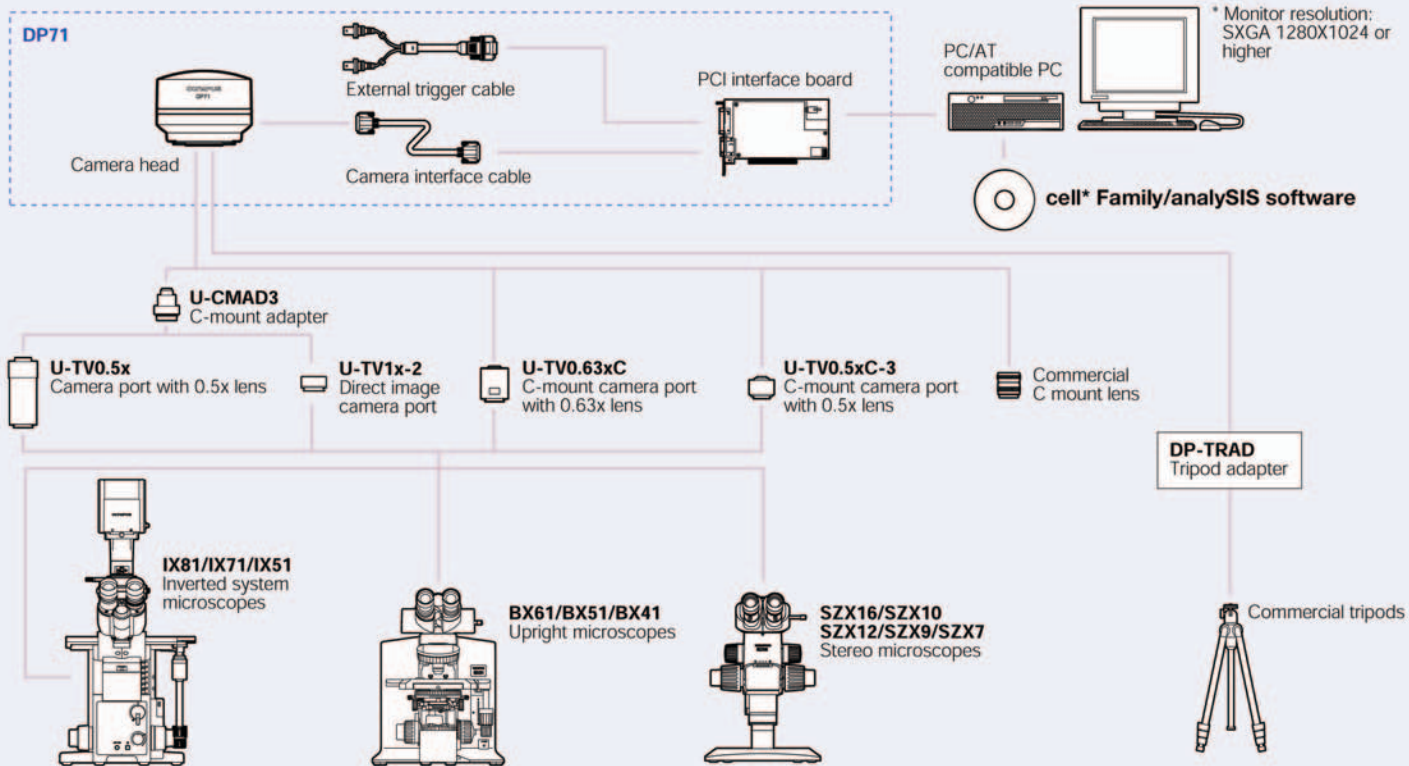 DP71
OLYMPUS
DP71
Camera head
External trigger cable
Camera interface cable
PCI interface board
PC/AT
compatible PC
* Monitor resolution:
SXGA 1280X1024 or
higher
cell* Family/analySIS software
U-CMAD3
C-mount adapter
U-TV0.5x
Camera port with 0.5x lens
U-TV1x-2
Direct image
camera port
U-TV0.63xC
C-mount camera port
with 0.63x lens
U-TV0.5xC-3
C-mount camera port
with 0.5x lens
Commercial
C mount lens
DP-TRAD
Tripod adapter
IX81/IX71/IX51
Inverted system
microscopes
BX61/BX51/BX41
Upright microscopes
SZX16/SZX10
SZX12/SZX9/SZX7
Stereo microscopes
Commercial tripods